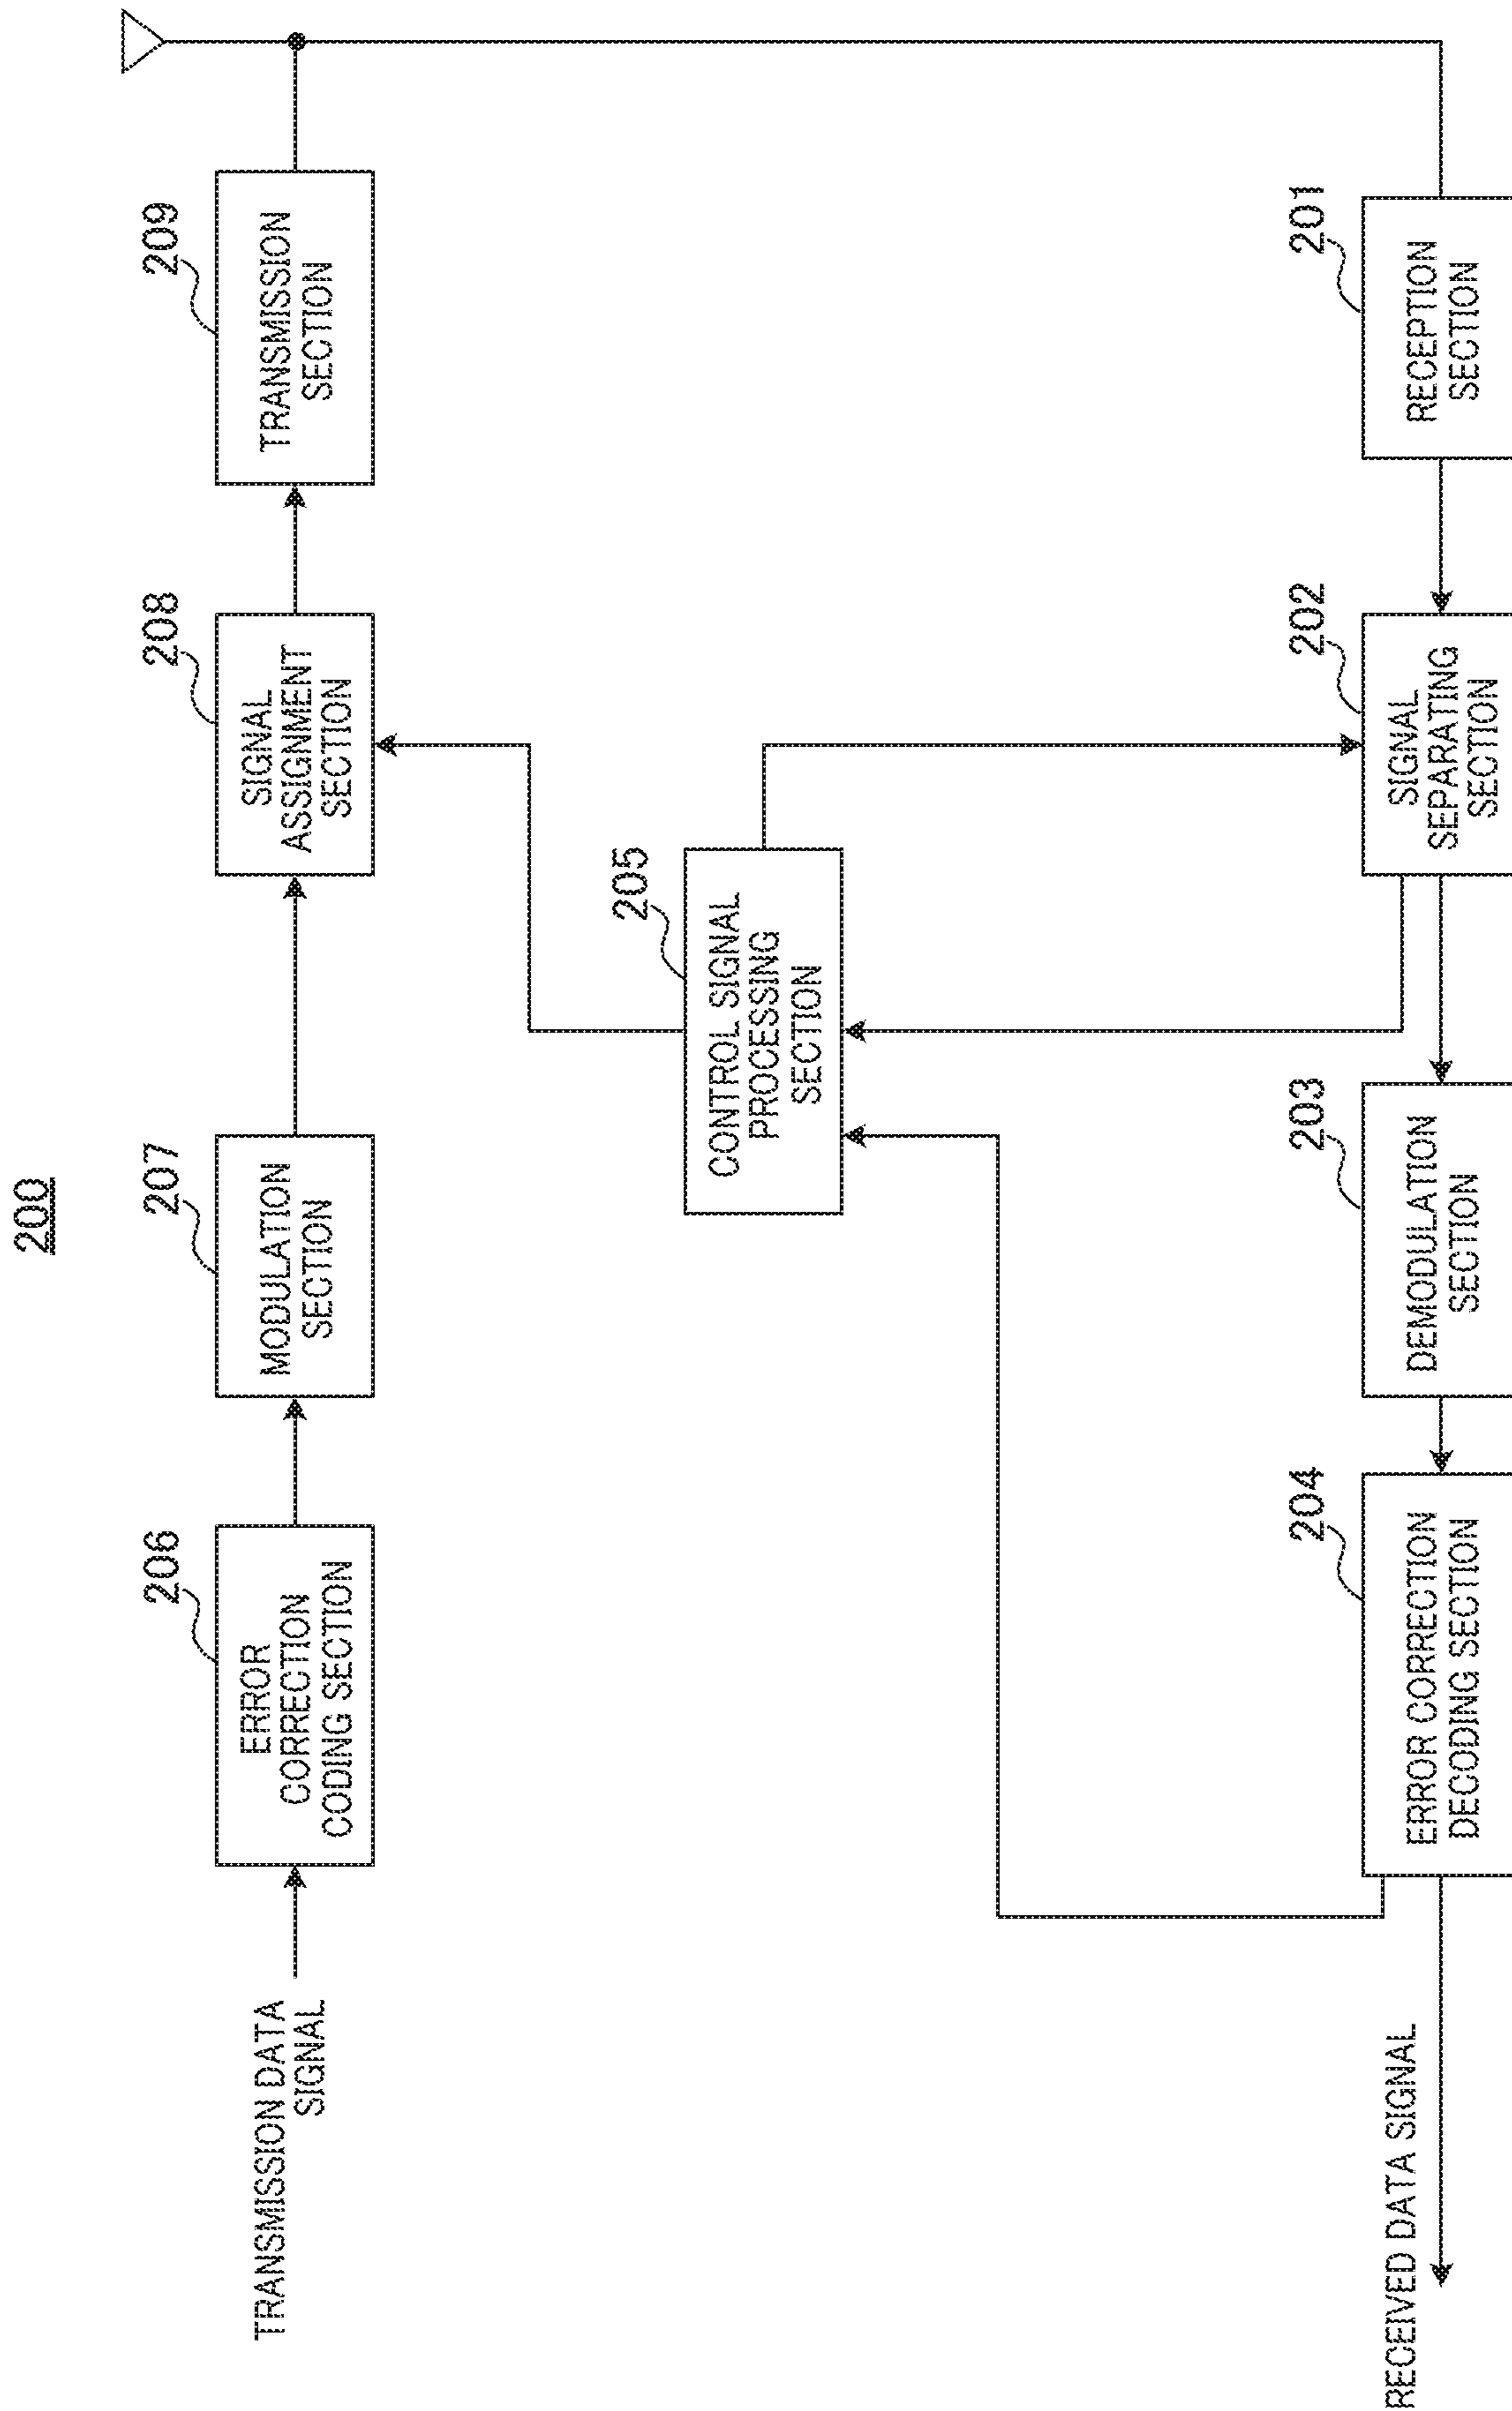 200
206
ERROR
CORRECTION
CODING SECTION
207
MODULATION
SECTION
208
SIGNAL
ASSIGNMENT
SECTION
209
TRANSMISSION
SECTION
TRANSMISSION DATA
SIGNAL
205
CONTROL SIGNAL
PROCESSING
SECTION
204
ERROR CORRECTION
DECODING SECTION
203
DEMODULATION
SECTION
202
SIGNAL
SEPARATING
SECTION
201
RECEPTION
SECTION
RECEIVED DATA SIGNAL